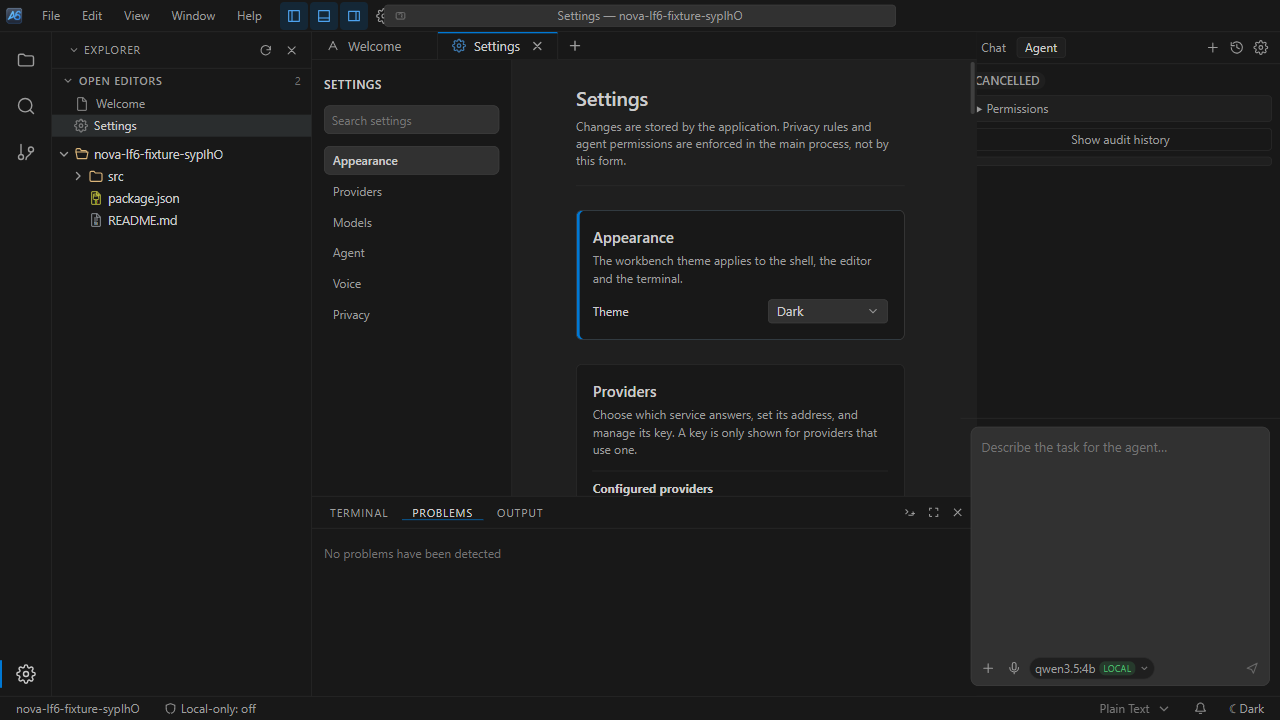 File Edit View Window Help
Settings — nova-lf6-fixture-sypIhO
EXPLORER
OPEN EDITORS 2
Welcome
Settings
nova-lf6-fixture-sypIhO
src
package.json
README.md
Welcome Settings
SETTINGS
Search settings
Appearance
Providers
Models
Agent
Voice
Privacy
Settings
Changes are stored by the application. Privacy rules and
agent permissions are enforced in the main process, not by
this form.
Appearance
The workbench theme applies to the shell, the editor
and the terminal.
Theme Dark
Providers
Choose which service answers, set its address, and
manage its key. A key is only shown for providers that
use one.
Configured providers
TERMINAL PROBLEMS OUTPUT
No problems have been detected
Chat Agent
CANCELLED
Permissions
Show audit history
Describe the task for the agent...
qwen3.5:4b LOCAL
nova-lf6-fixture-sypIhO Local-only: off
Plain Text Dark